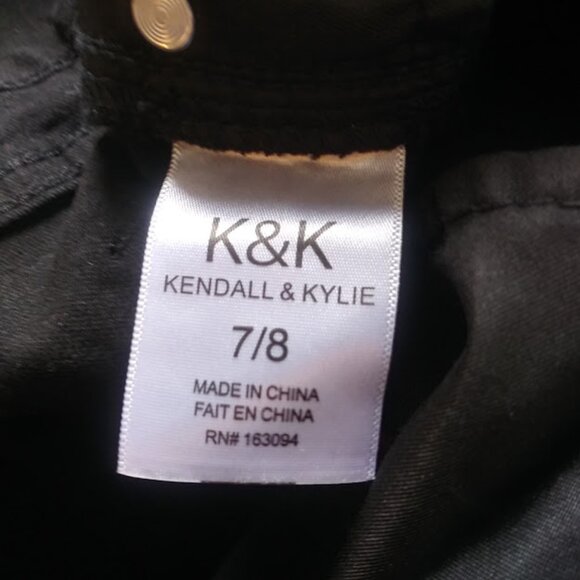 K&K
KENDALL & KYLIE
7/8
MADE IN CHINA
FAIT EN CHINA
RN# 163094